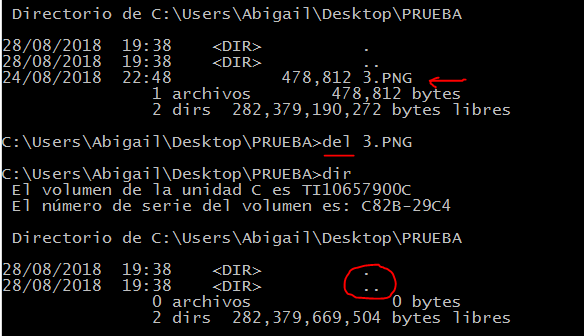 Directorio de C:\Users\Abigail\Desktop\PRUEBA
28/08/2018  19:38    <DIR>          .
28/08/2018  19:38    <DIR>          ..
24/08/2018  22:48           478,812 3.PNG
1 archivos        478,812 bytes
2 dirs  282,379,190,272 bytes libres
C:\Users\Abigail\Desktop\PRUEBA>del 3.PNG
C:\Users\Abigail\Desktop\PRUEBA>dir
El volumen de la unidad C es TI10657900C
El número de serie del volumen es: C82B-29C4
Directorio de C:\Users\Abigail\Desktop\PRUEBA
28/08/2018  19:38    <DIR>          .
28/08/2018  19:38    <DIR>          ..
0 archivos              0 bytes
2 dirs  282,379,669,504 bytes libres